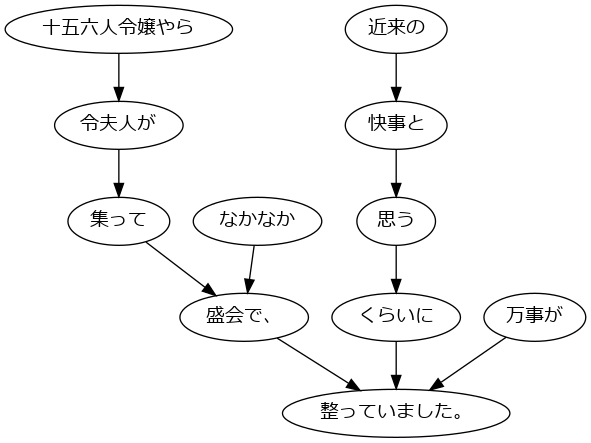 十五六人令嬢やら
近来の
令夫人が
快事と
集って
なかなか
思う
盛会で、
くらいに
万事が
整っていました。